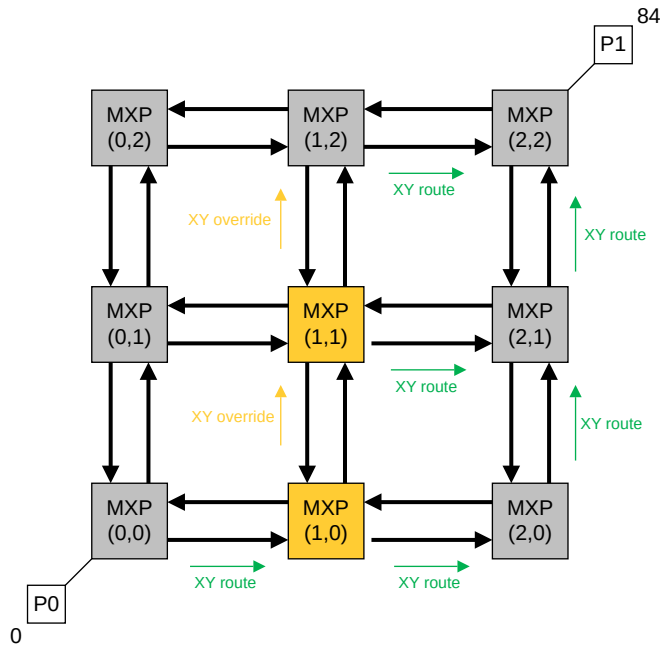 84
P1
MXP
(0,2)
MXP
(1,2)
MXP
(2,2)
XY route
XY override
XY route
MXP
(0,1)
MXP
(1,1)
MXP
(2,1)
XY route
XY override
XY route
MXP
(0,0)
MXP
(1,0)
MXP
(2,0)
XY route
XY route
P0
0